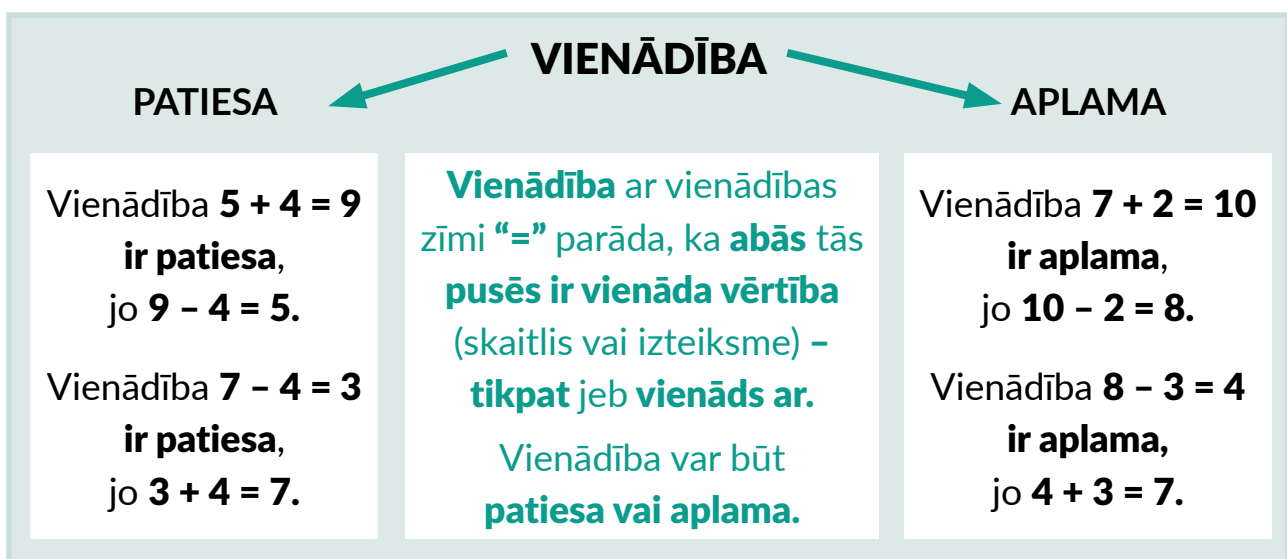 VIENĀDĪBA
PATIESA
APLAMA
Vienādība 5 + 4 = 9
ir patiesa,
jo 9 – 4 = 5.
Vienādība 7 – 4 = 3
ir patiesa,
jo 3 + 4 = 7.
Vienādība ar vienādības
zīmi “=” parāda, ka abās tās
pusēs ir vienāda vērtība
(skaitlis vai izteiksme) –
tikpat jeb vienāds ar.
Vienādība var būt
patiesa vai aplama.
Vienādība 7 + 2 = 10
ir aplama,
jo 10 – 2 = 8.
Vienādība 8 – 3 = 4
ir aplama,
jo 4 + 3 = 7.